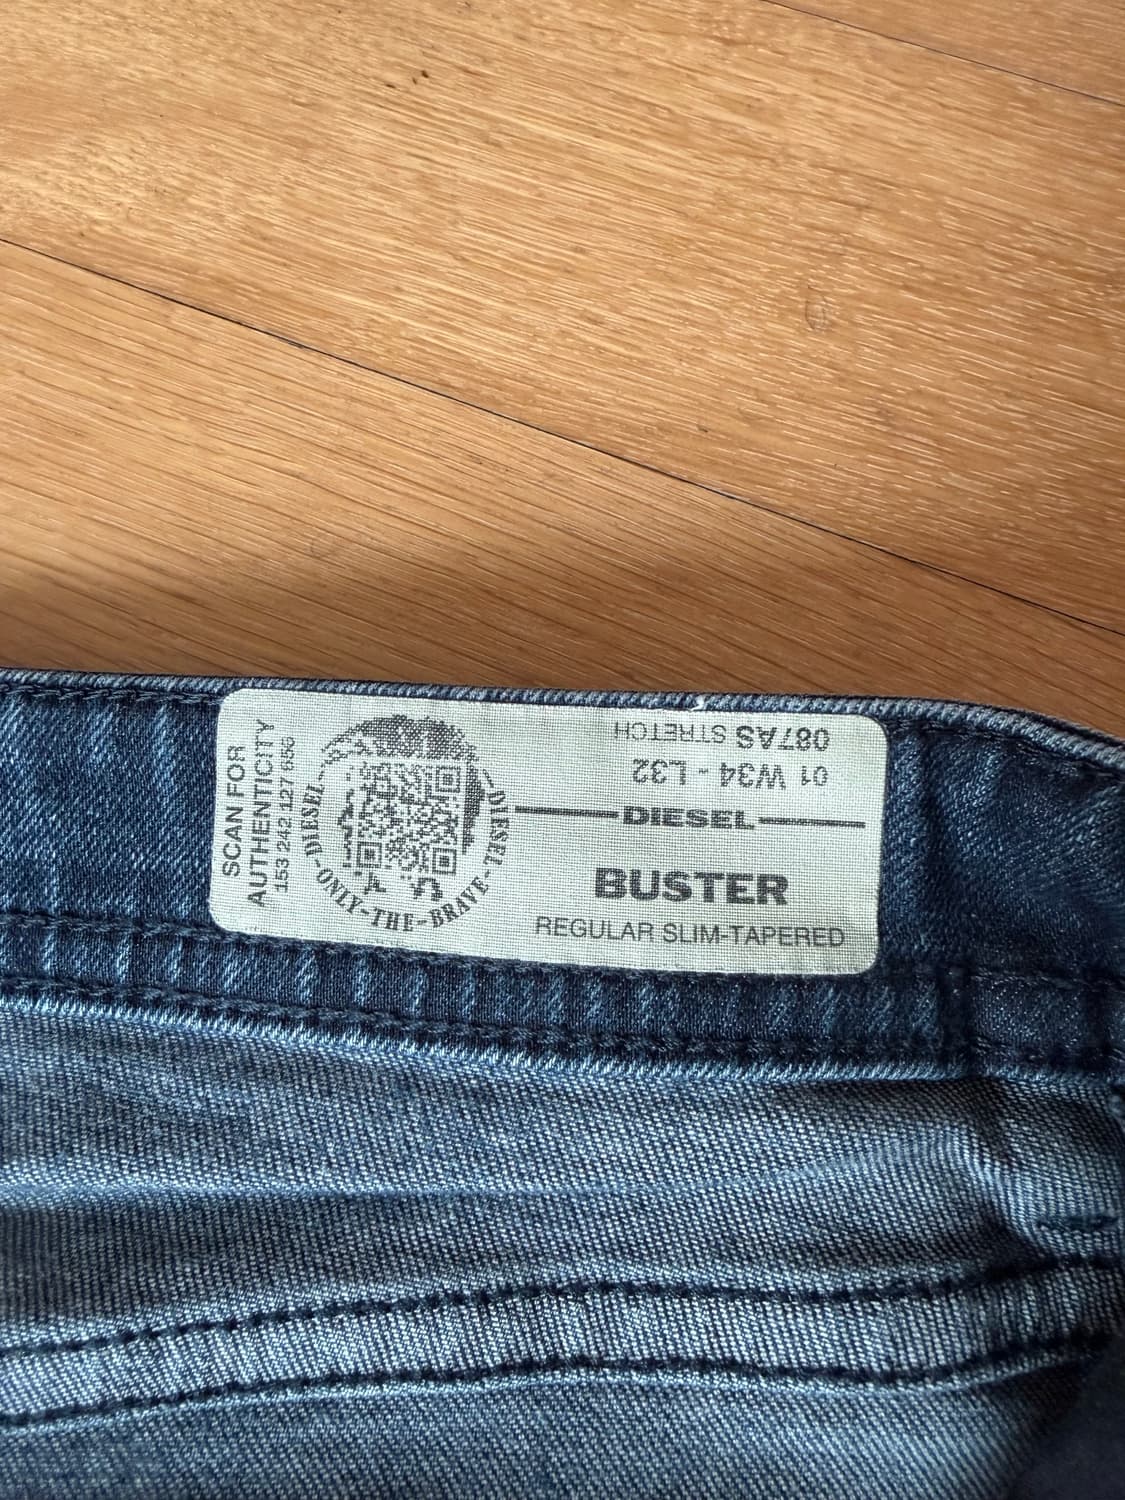 SCAN FOR
AUTHENTICITY
153 242 127 656
DIESEL-ONLY-THE-BRAVE-DIESEL
087AS STRETCH
01 W34 - L32
DIESEL
BUSTER
REGULAR SLIM-TAPERED